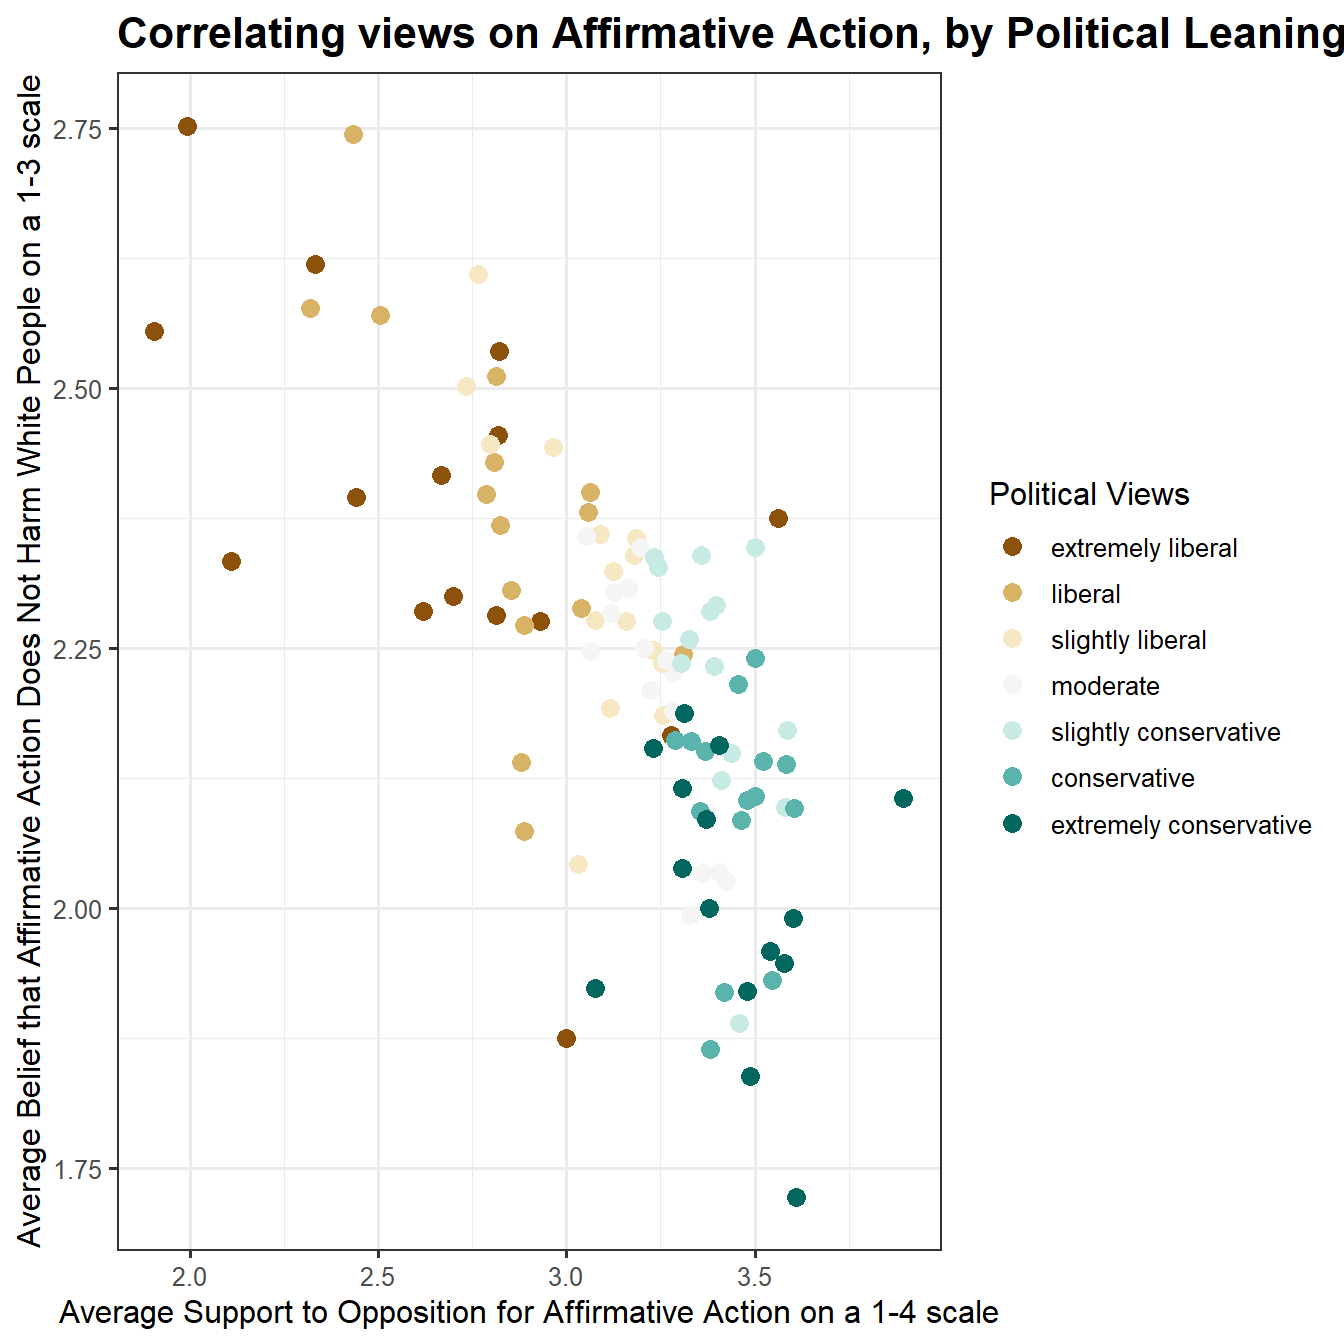 Correlating views on Affirmative Action, by Political Leaning
Average Belief that Affirmative Action Does Not Harm White People on a 1-3 scale
2.75
2.50
2.25
2.00
1.75
2.0
2.5
3.0
3.5
Average Support to Opposition for Affirmative Action on a 1-4 scale
Political Views
extremely liberal
liberal
slightly liberal
moderate
slightly conservative
conservative
extremely conservative